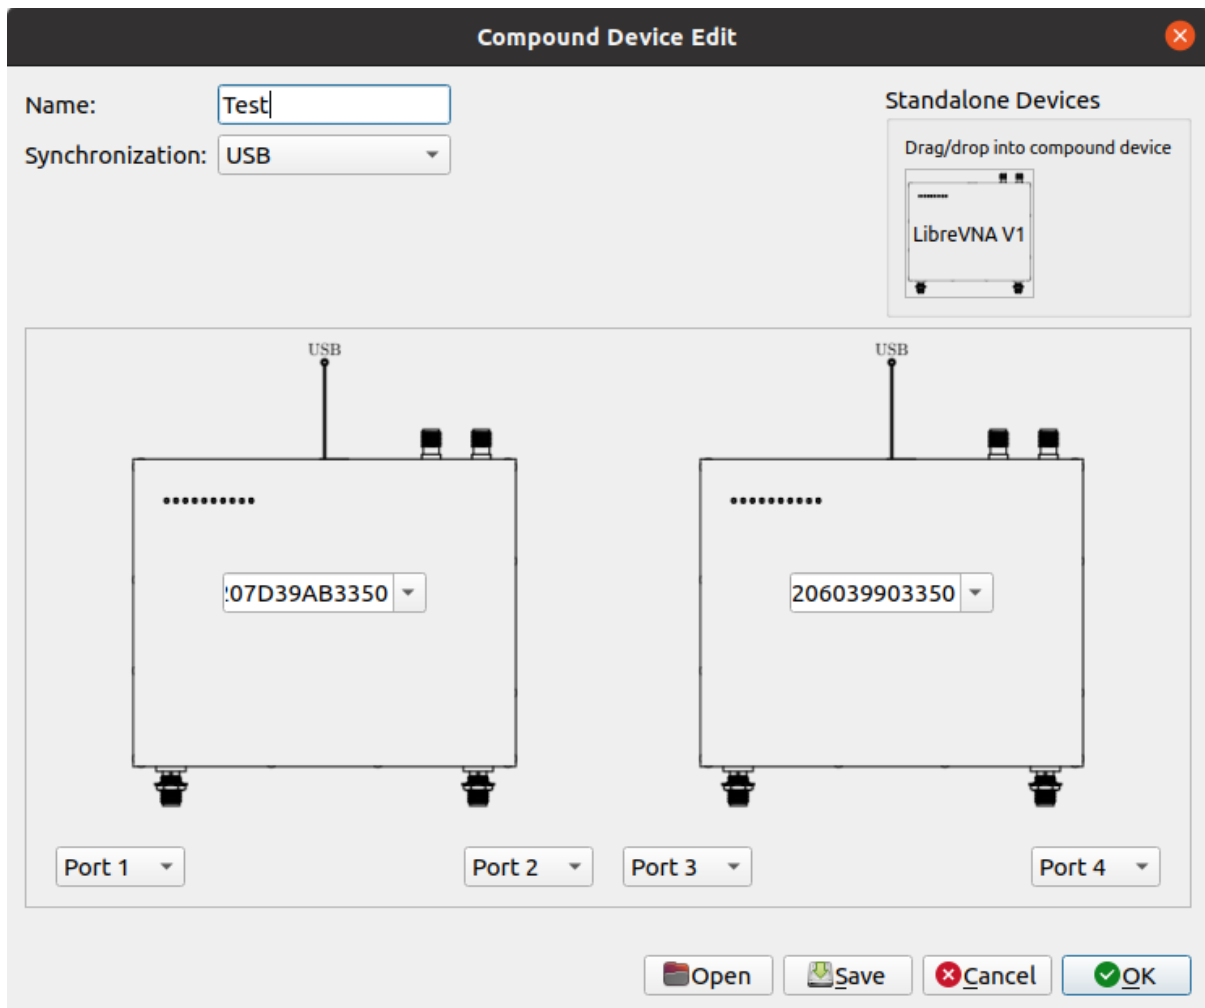 Compound Device Edit
Name: Test
Standalone Devices
Synchronization: USB
Drag/drop into compound device
LibreVNA V1
USB USB
07D39AB3350 206039903350
Port 1 Port 2 Port 3 Port 4
Open Save Cancel OK